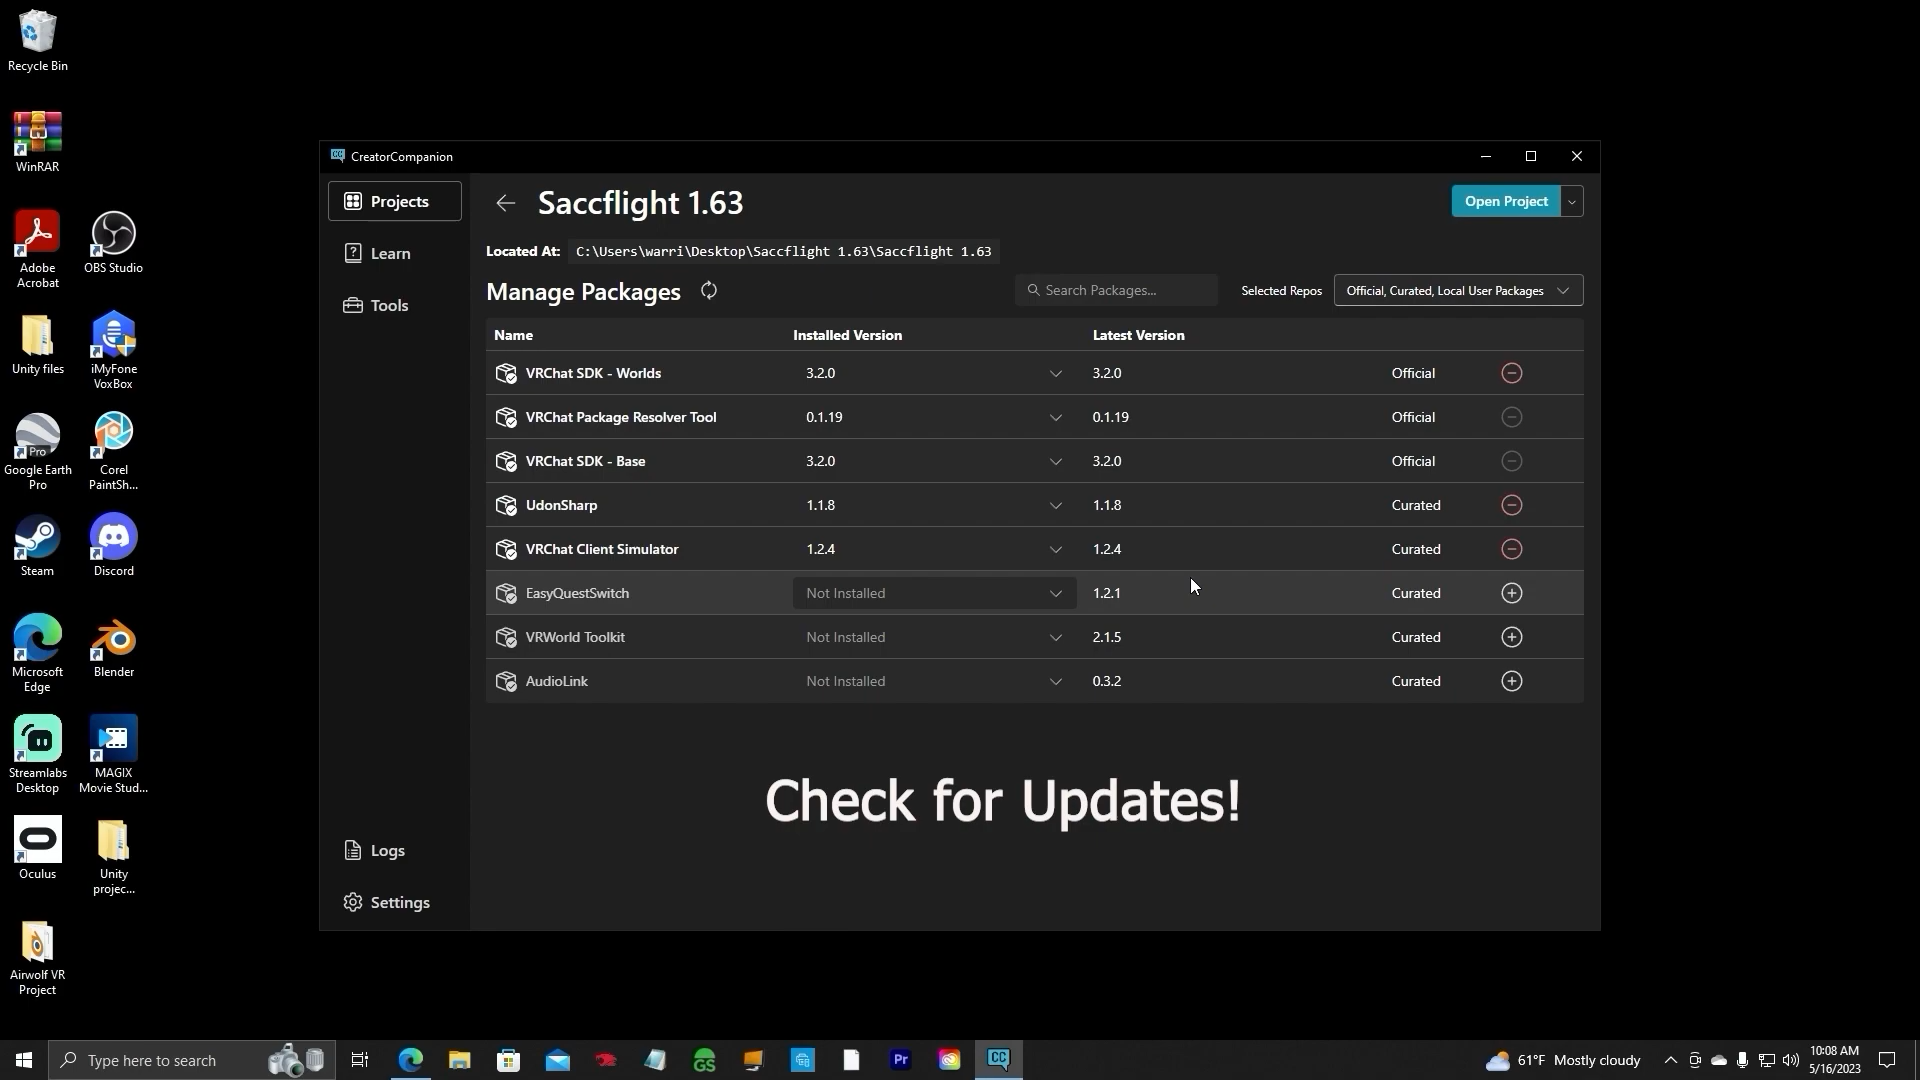 Recycle Bin
WinRAR
Adobe
Acrobat
OBS Studio
Unity files
iMyFone
VoxBox
Pro
Google Earth
Pro
Corel
PaintSh...
Steam
Discord
Microsoft
Edge
Blender
Streamlabs
Desktop
MAGIX
Movie Stud...
Oculus
Unity
projec...
Airwolf VR
Project
CC
CreatorCompanion
Projects
Learn
Tools
Logs
Settings
Saccflight 1.63
Open Project
Located At: C:\Users\warri\Desktop\Saccflight 1.63\Saccflight 1.63
Manage Packages
Search Packages...
Selected Repos
Official, Curated, Local User Packages
Name Installed Version Latest Version
VRChat SDK - Worlds 3.2.0 3.2.0 Official
VRChat Package Resolver Tool 0.1.19 0.1.19 Official
VRChat SDK - Base 3.2.0 3.2.0 Official
UdonSharp 1.1.8 1.1.8 Curated
VRChat Client Simulator 1.2.4 1.2.4 Curated
EasyQuestSwitch Not Installed 1.2.1 Curated
VRWorld Toolkit Not Installed 2.1.5 Curated
AudioLink Not Installed 0.3.2 Curated
Check for Updates!
Type here to search
GS
Pr
CC
61°F Mostly cloudy
10:08 AM
5/16/2023